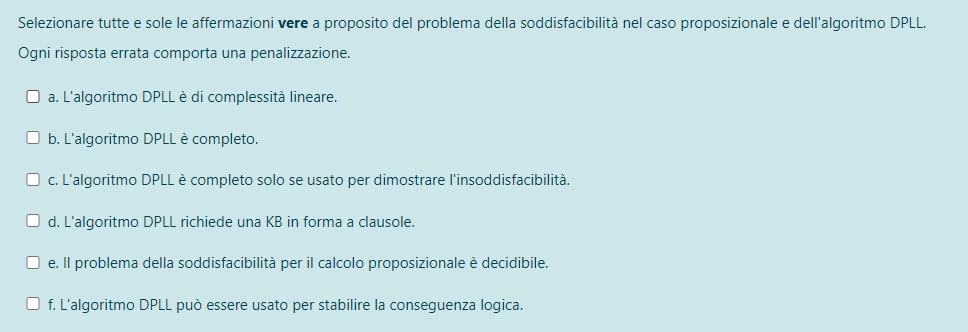 Selezionare tutte e sole le affermazioni vere a proposito del problema della soddisfacibilità nel caso proposizionale e dell'algoritmo DPLL.
Ogni risposta errata comporta una penalizzazione.
a. L'algoritmo DPLL è di complessità lineare.
b. L'algoritmo DPLL è completo.
c. L'algoritmo DPLL è completo solo se usato per dimostrare l'insoddisfacibilità.
d. L'algoritmo DPLL richiede una KB in forma a clausole.
e. Il problema della soddisfacibilità per il calcolo proposizionale è decidibile.
f. L'algoritmo DPLL può essere usato per stabilire la conseguenza logica.